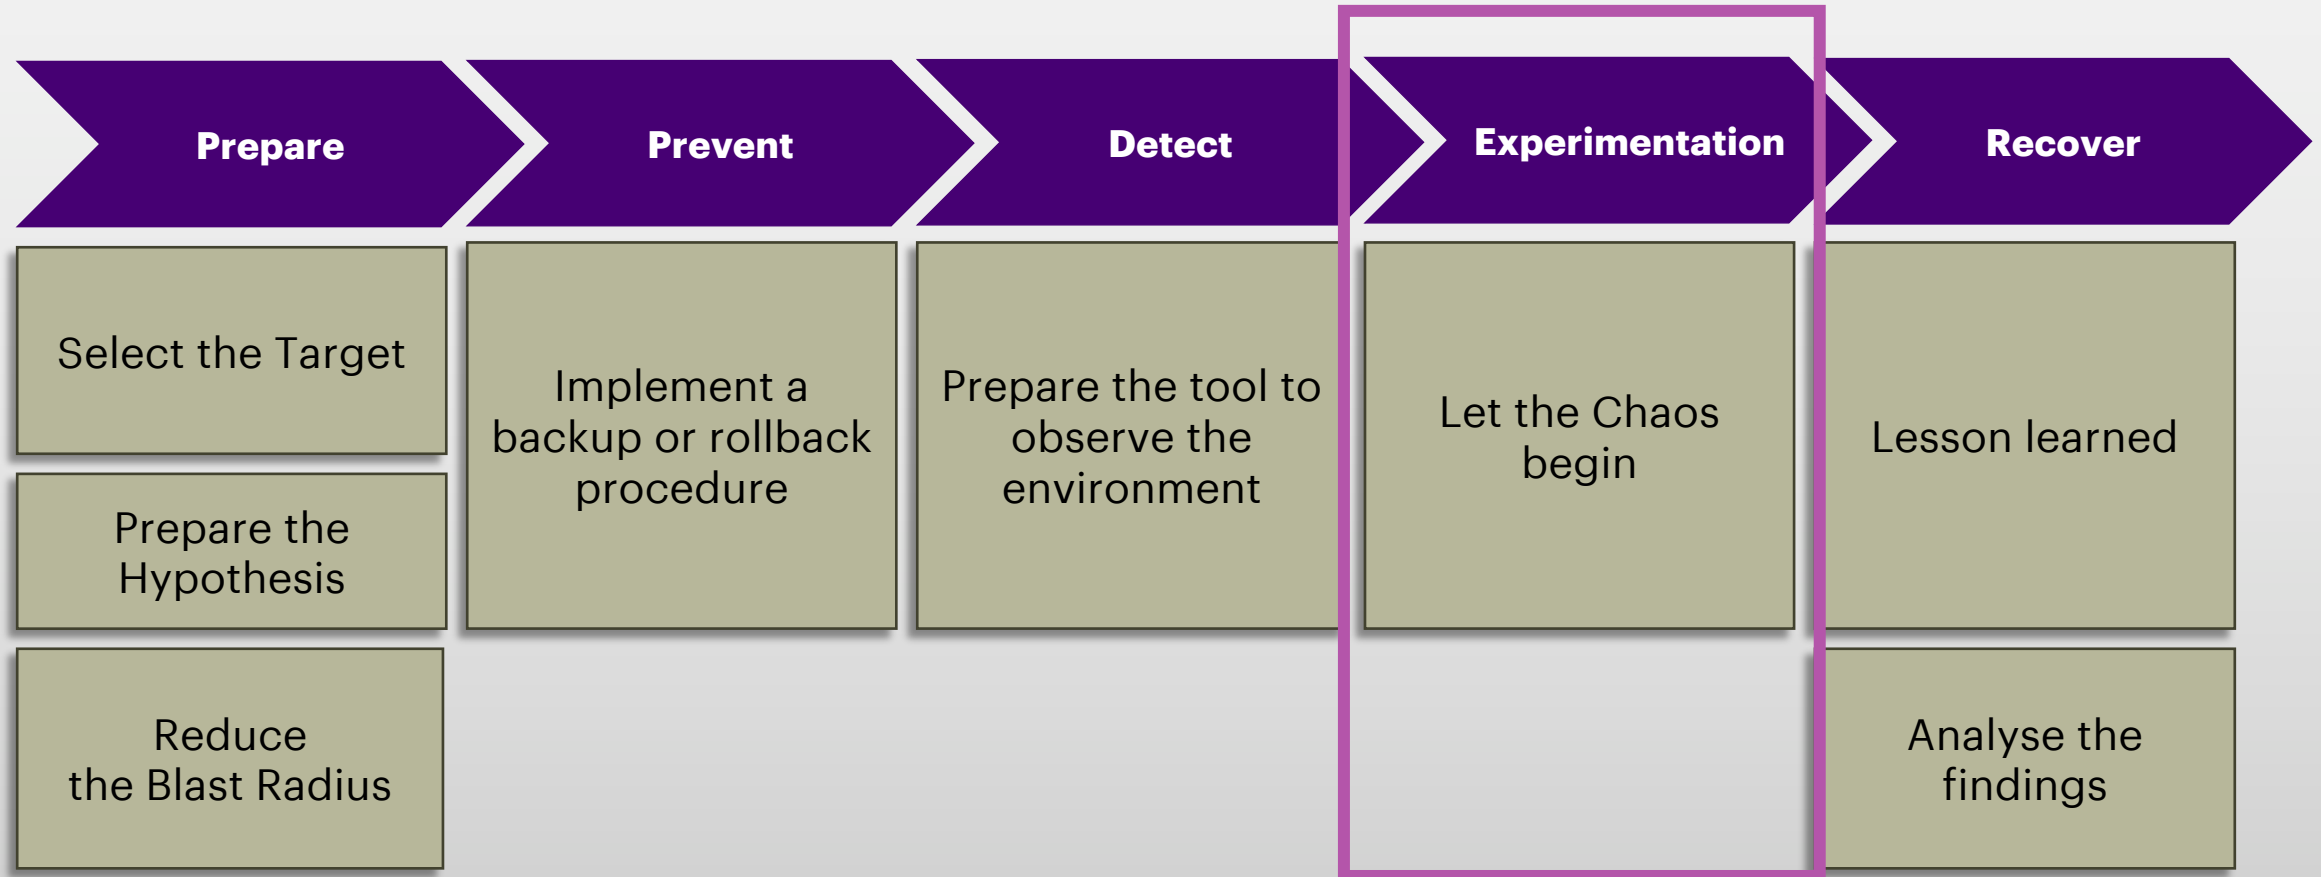 Prepare
Prevent
Detect
Experimentation
Recover
Select the Target
Prepare the
Hypothesis
Reduce
the Blast Radius
Implement a
backup or rollback
procedure
Prepare the tool to
observe the
environment
Let the Chaos
begin
Lesson learned
Analyse the
findings